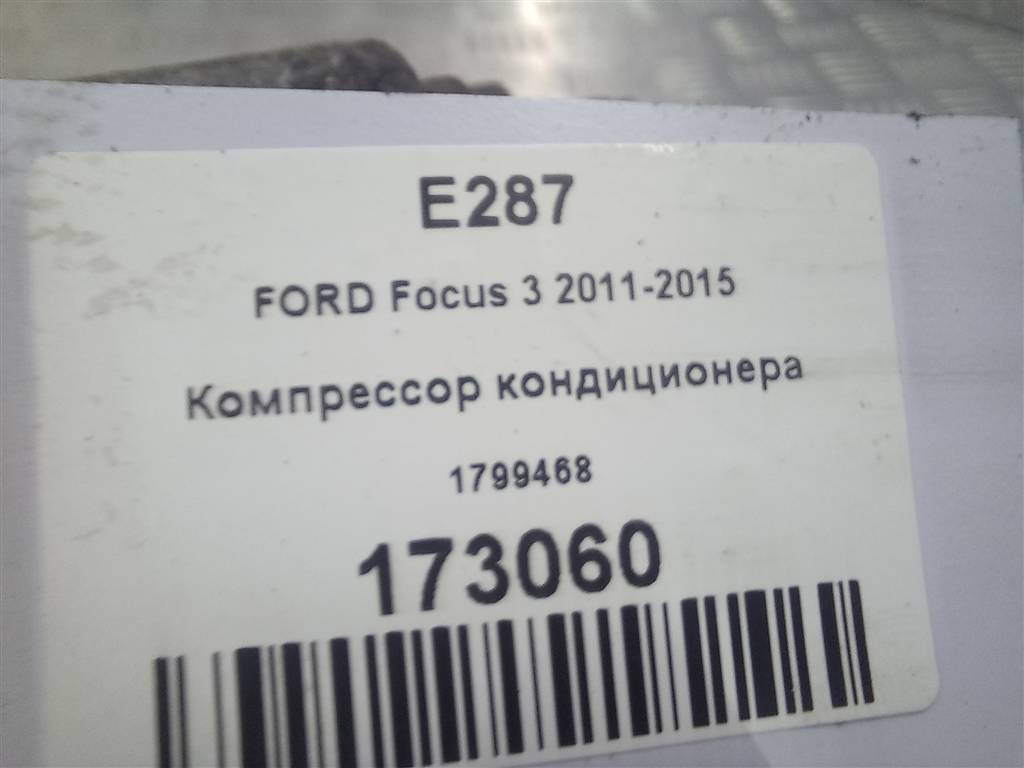 E287
FORD Focus 3 2011-2015
Компрессор кондиционера
1799468
173060